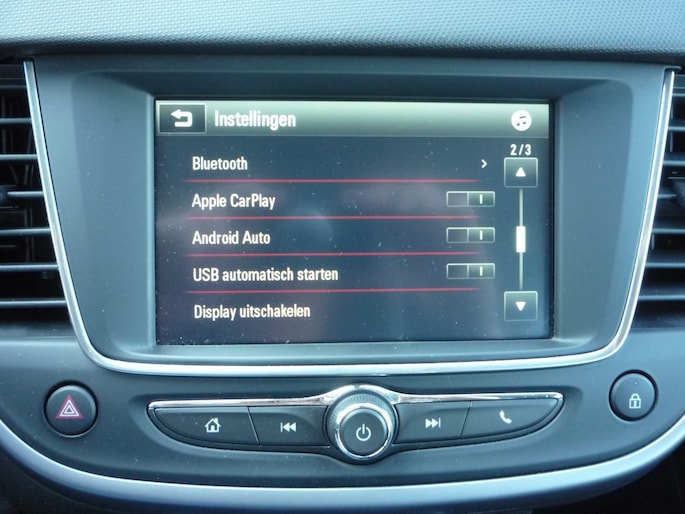 Instellingen
2/3
Bluetooth
Apple CarPlay
Android Auto
USB automatisch starten
Display uitschakelen